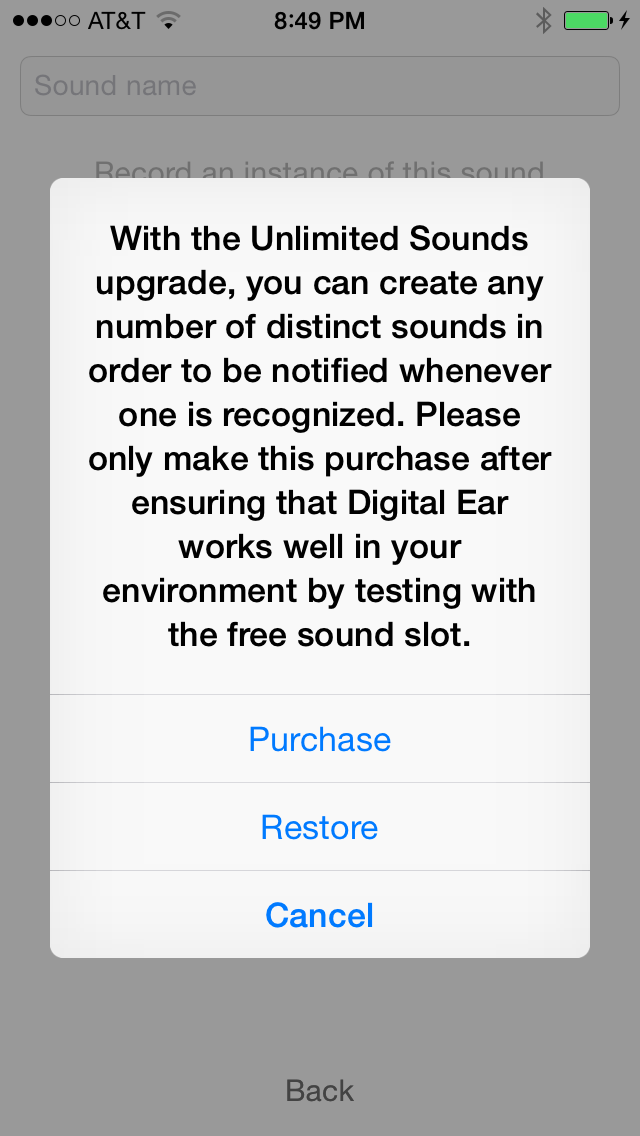 AT&T 8:49 PM
Sound name
Record an instance of this sound
With the Unlimited Sounds
upgrade, you can create any
number of distinct sounds in
order to be notified whenever
one is recognized. Please
only make this purchase after
ensuring that Digital Ear
works well in your
environment by testing with
the free sound slot.
Purchase
Restore
Cancel
Back